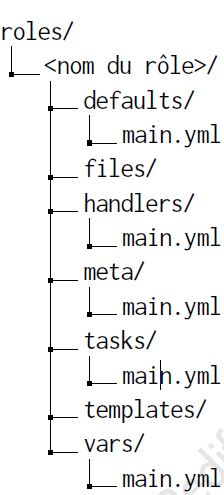 roles/
<nom du rôle>/
defaults/
main.yml
files/
handlers/
main.yml
meta/
main.yml
tasks/
main.yml
templates/
vars/
main.yml